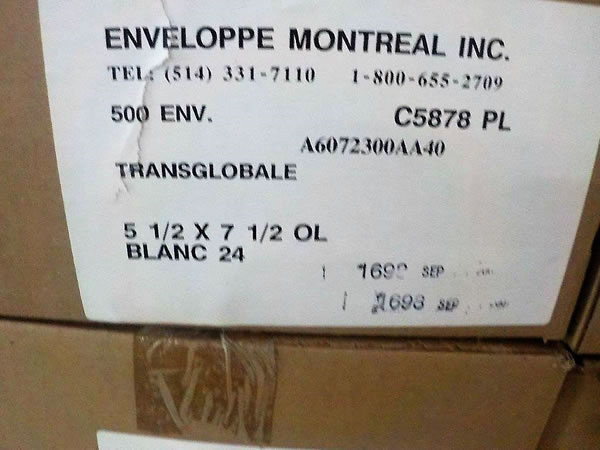 ENVELOPPE MONTREAL INC.
TEL: (514) 331-7110 1-800-655-2709
500 ENV. C5878 PL
A6072300AA40
TRANSGLOBALE
5 1/2 X 7 1/2 OL
BLANC 24
SEP
SEP